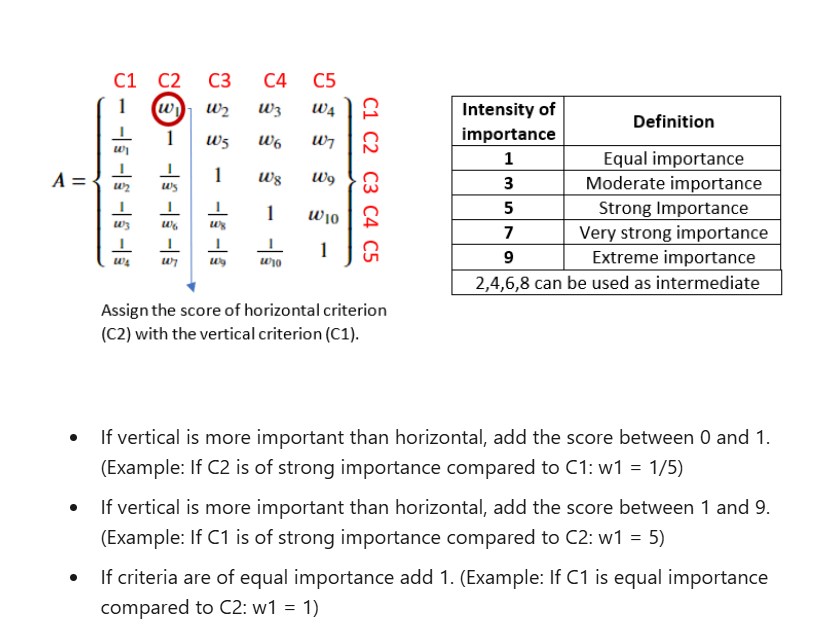 C1 C2 C3 C4 C5
1 w1 w2 w3 w4 C1
1/w1 1 w5 w6 w7 C2
A = 1/w2 1/w5 1 w8 w9 C3
1/w3 1/w6 1/w8 1 w10 C4
1/w4 1/w7 1/w9 1/w10 1 C5
Assign the score of horizontal criterion
(C2) with the vertical criterion (C1).
Intensity of
importance
Definition
1 Equal importance
3 Moderate importance
5 Strong Importance
7 Very strong importance
9 Extreme importance
2,4,6,8 can be used as intermediate
• If vertical is more important than horizontal, add the score between 0 and 1.
(Example: If C2 is of strong importance compared to C1: w1 = 1/5)
• If vertical is more important than horizontal, add the score between 1 and 9.
(Example: If C1 is of strong importance compared to C2: w1 = 5)
• If criteria are of equal importance add 1. (Example: If C1 is equal importance
compared to C2: w1 = 1)